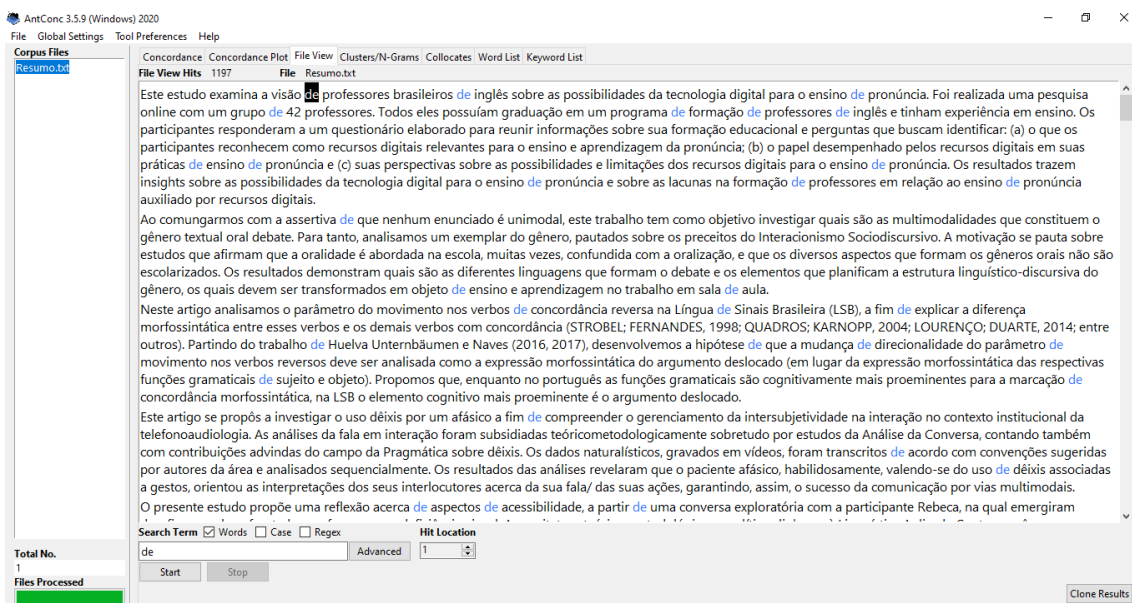 AntConc 3.5.9 (Windows) 2020
File Global Settings Tool Preferences Help
Corpus Files
Resumo.txt
Concordance Concordance Plot File View Clusters/N-Grams Collocates Word List Keyword List
File View Hits 1197 File Resumo.txt
Este estudo examina a visão de professores brasileiros de inglês sobre as possibilidades da tecnologia digital para o ensino de pronúncia. Foi realizada uma pesquisa
online com um grupo de 42 professores. Todos eles possuíam graduação em um programa de formação de professores de inglês e tinham experiência em ensino. Os
participantes responderam a um questionário elaborado para reunir informações sobre sua formação educacional e perguntas que buscam identificar: (a) o que os
participantes reconhecem como recursos digitais relevantes para o ensino e aprendizagem da pronúncia; (b) o papel desempenhado pelos recursos digitais em suas
práticas de ensino de pronúncia e (c) suas perspectivas sobre as possibilidades e limitações dos recursos digitais para o ensino de pronúncia. Os resultados trazem
insights sobre as possibilidades da tecnologia digital para o ensino de pronúncia e sobre as lacunas na formação de professores em relação ao ensino de pronúncia
auxiliado por recursos digitais.
Ao comungarmos com a assertiva de que nenhum enunciado é unimodal, este trabalho tem como objetivo investigar quais são as multimodalidades que constituem o
gênero textual oral debate. Para tanto, analisamos um exemplar do gênero, pautados sobre os preceitos do Interacionismo Sociodiscursivo. A motivação se pauta sobre
estudos que afirmam que a oralidade é abordada na escola, muitas vezes, confundida com a oralização, e que os diversos aspectos que formam os gêneros orais não são
escolarizados. Os resultados demonstram quais são as diferentes linguagens que formam o debate e os elementos que planificam a estrutura linguístico-discursiva do
gênero, os quais devem ser transformados em objeto de ensino e aprendizagem no trabalho em sala de aula.
Neste artigo analisamos o parâmetro do movimento nos verbos de concordância reversa na Língua de Sinais Brasileira (LSB), a fim de explicar a diferença
morfossintática entre esses verbos e os demais verbos com concordância (STROBEL; FERNANDES, 1998; QUADROS; KARNOPP, 2004; LOURENÇO; DUARTE, 2014; entre
outros). Partindo do trabalho de Huelva Unternbäumen e Naves (2016, 2017), desenvolvemos a hipótese de que a mudança de direcionalidade do parâmetro de
movimento nos verbos reversos deve ser analisada como a expressão morfossintática do argumento deslocado (em lugar da expressão morfossintática das respectivas
funções gramaticais de sujeito e objeto). Propomos que, enquanto no português as funções gramaticais são cognitivamente mais proeminentes para a marcação de
concordância morfossintática, na LSB o elemento cognitivo mais proeminente é o argumento deslocado.
Este artigo se propôs a investigar o uso dêixis por um afásico a fim de compreender o gerenciamento da intersubjetividade na interação no contexto institucional da
telefonoaudiologia. As análises da fala em interação foram subsidiadas teóricometodologicamente sobretudo por estudos da Análise da Conversa, contando também
com contribuições advindas do campo da Pragmática sobre dêixis. Os dados naturalísticos, gravados em vídeos, foram transcritos de acordo com convenções sugeridas
por autores da área e analisados sequencialmente. Os resultados das análises revelaram que o paciente afásico, habilidosamente, valendo-se do uso de dêixis associadas
a gestos, orientou as interpretações dos seus interlocutores acerca da sua fala/ das suas ações, garantindo, assim, o sucesso da comunicação por vias multimodais.
O presente estudo propõe uma reflexão acerca de aspectos de acessibilidade, a partir de uma conversa exploratória com a participante Rebeca, na qual emergiram
Search Term Words Case Regex Hit Location
de Advanced 1
Start Stop
Total No.
1
Files Processed
Clone Results